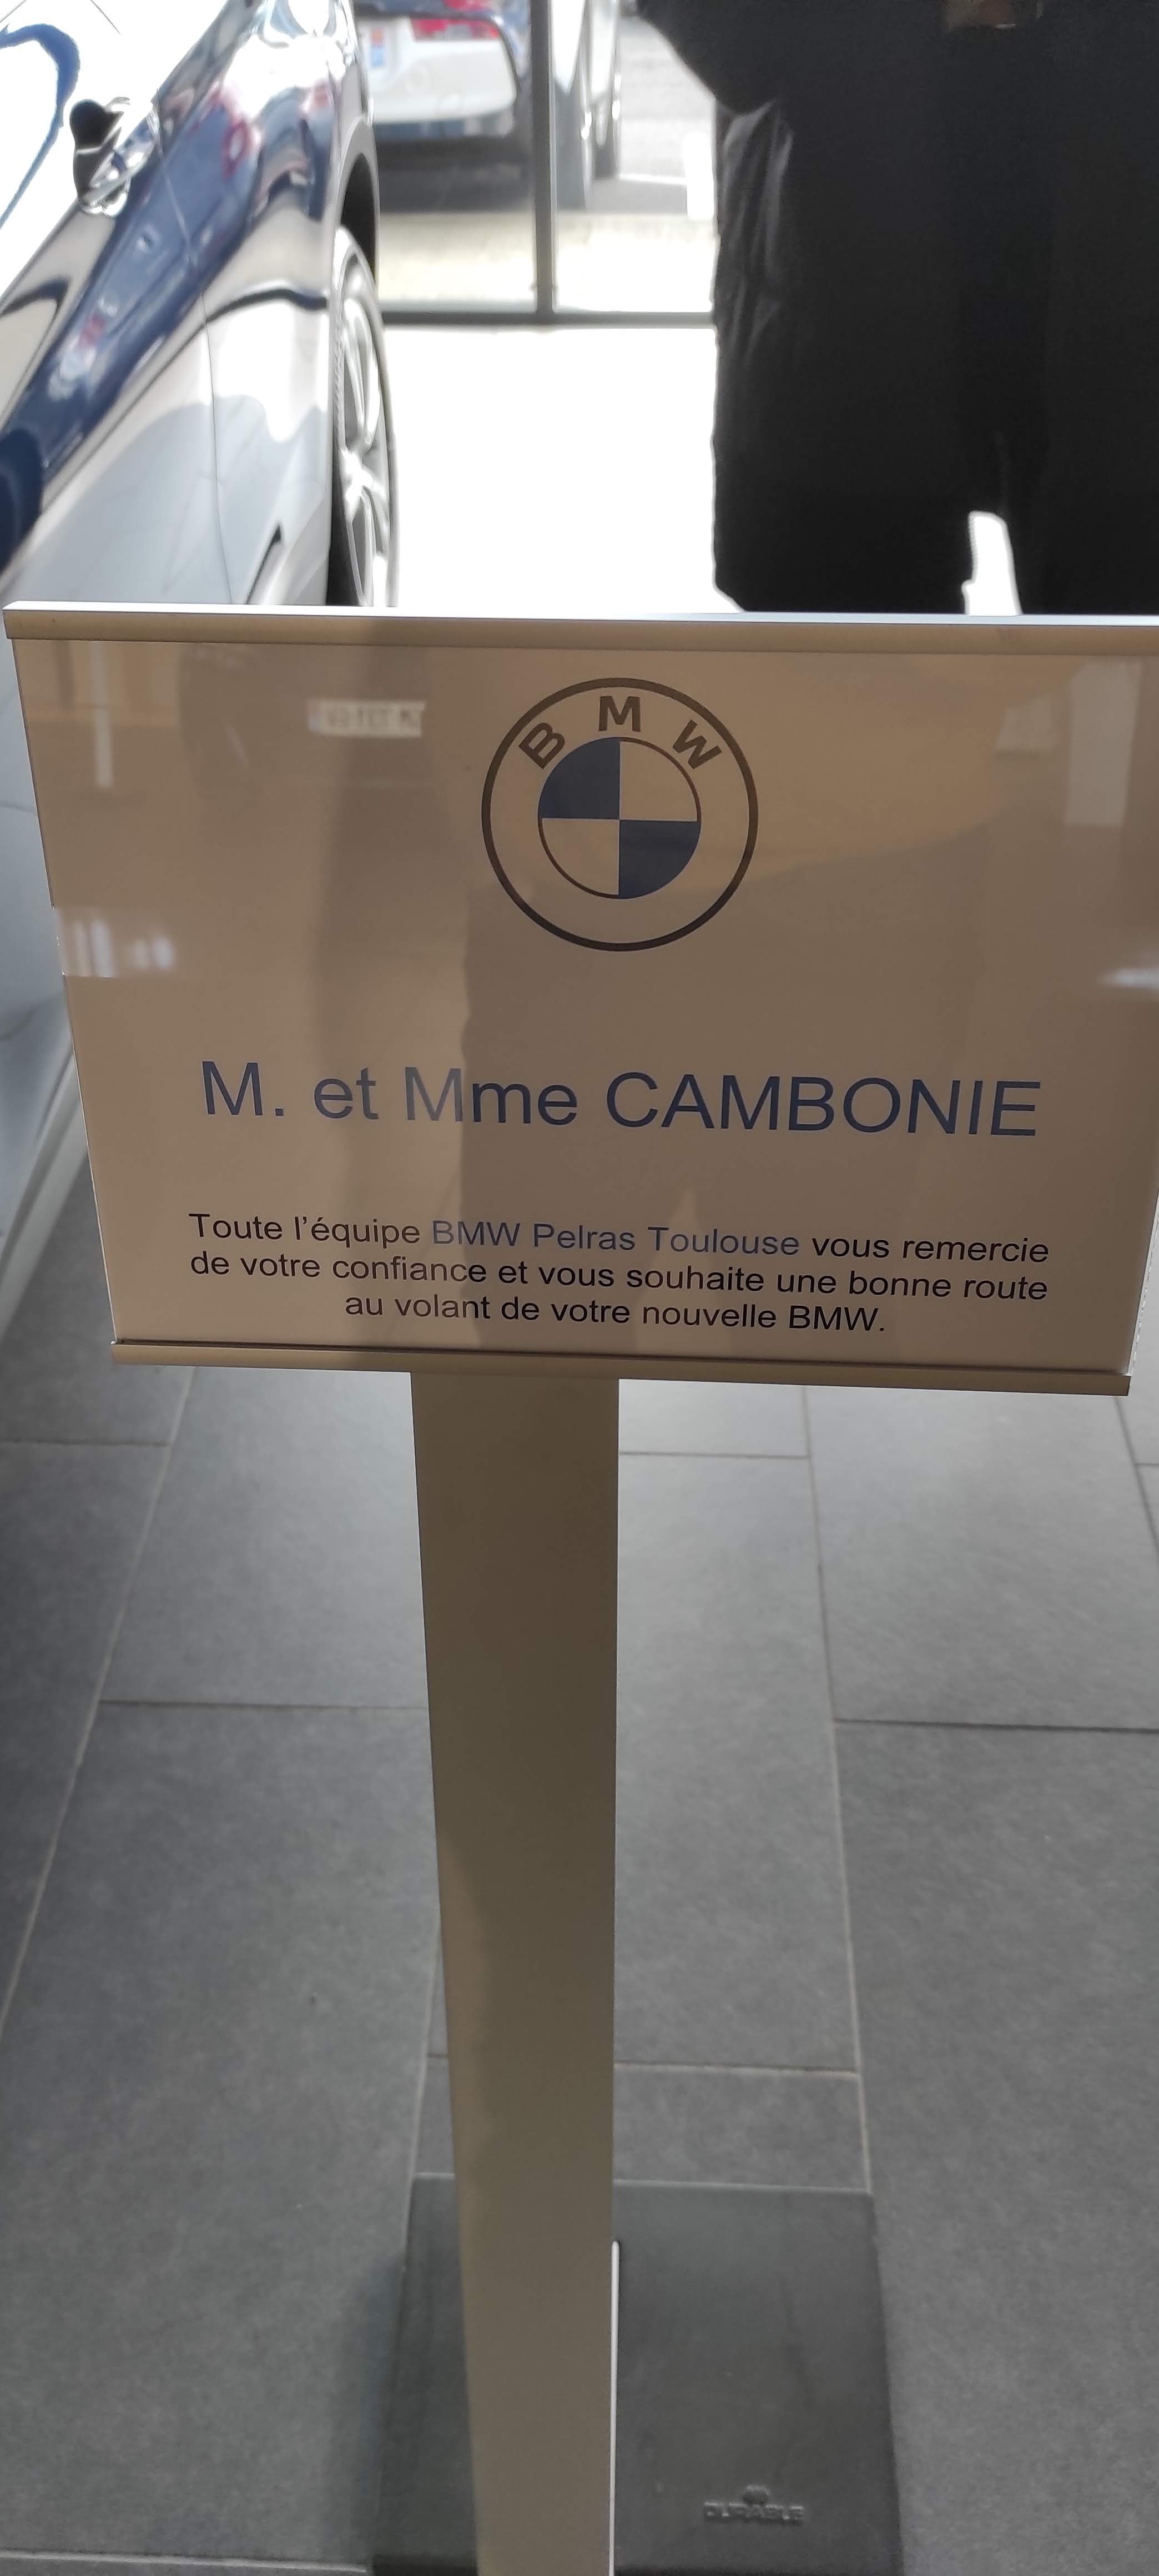 BMW
M. et Mme CAMBONIE
Toute l'équipe BMW Pelras Toulouse vous remercie
de votre confiance et vous souhaite une bonne route
au volant de votre nouvelle BMW.
DURABLE